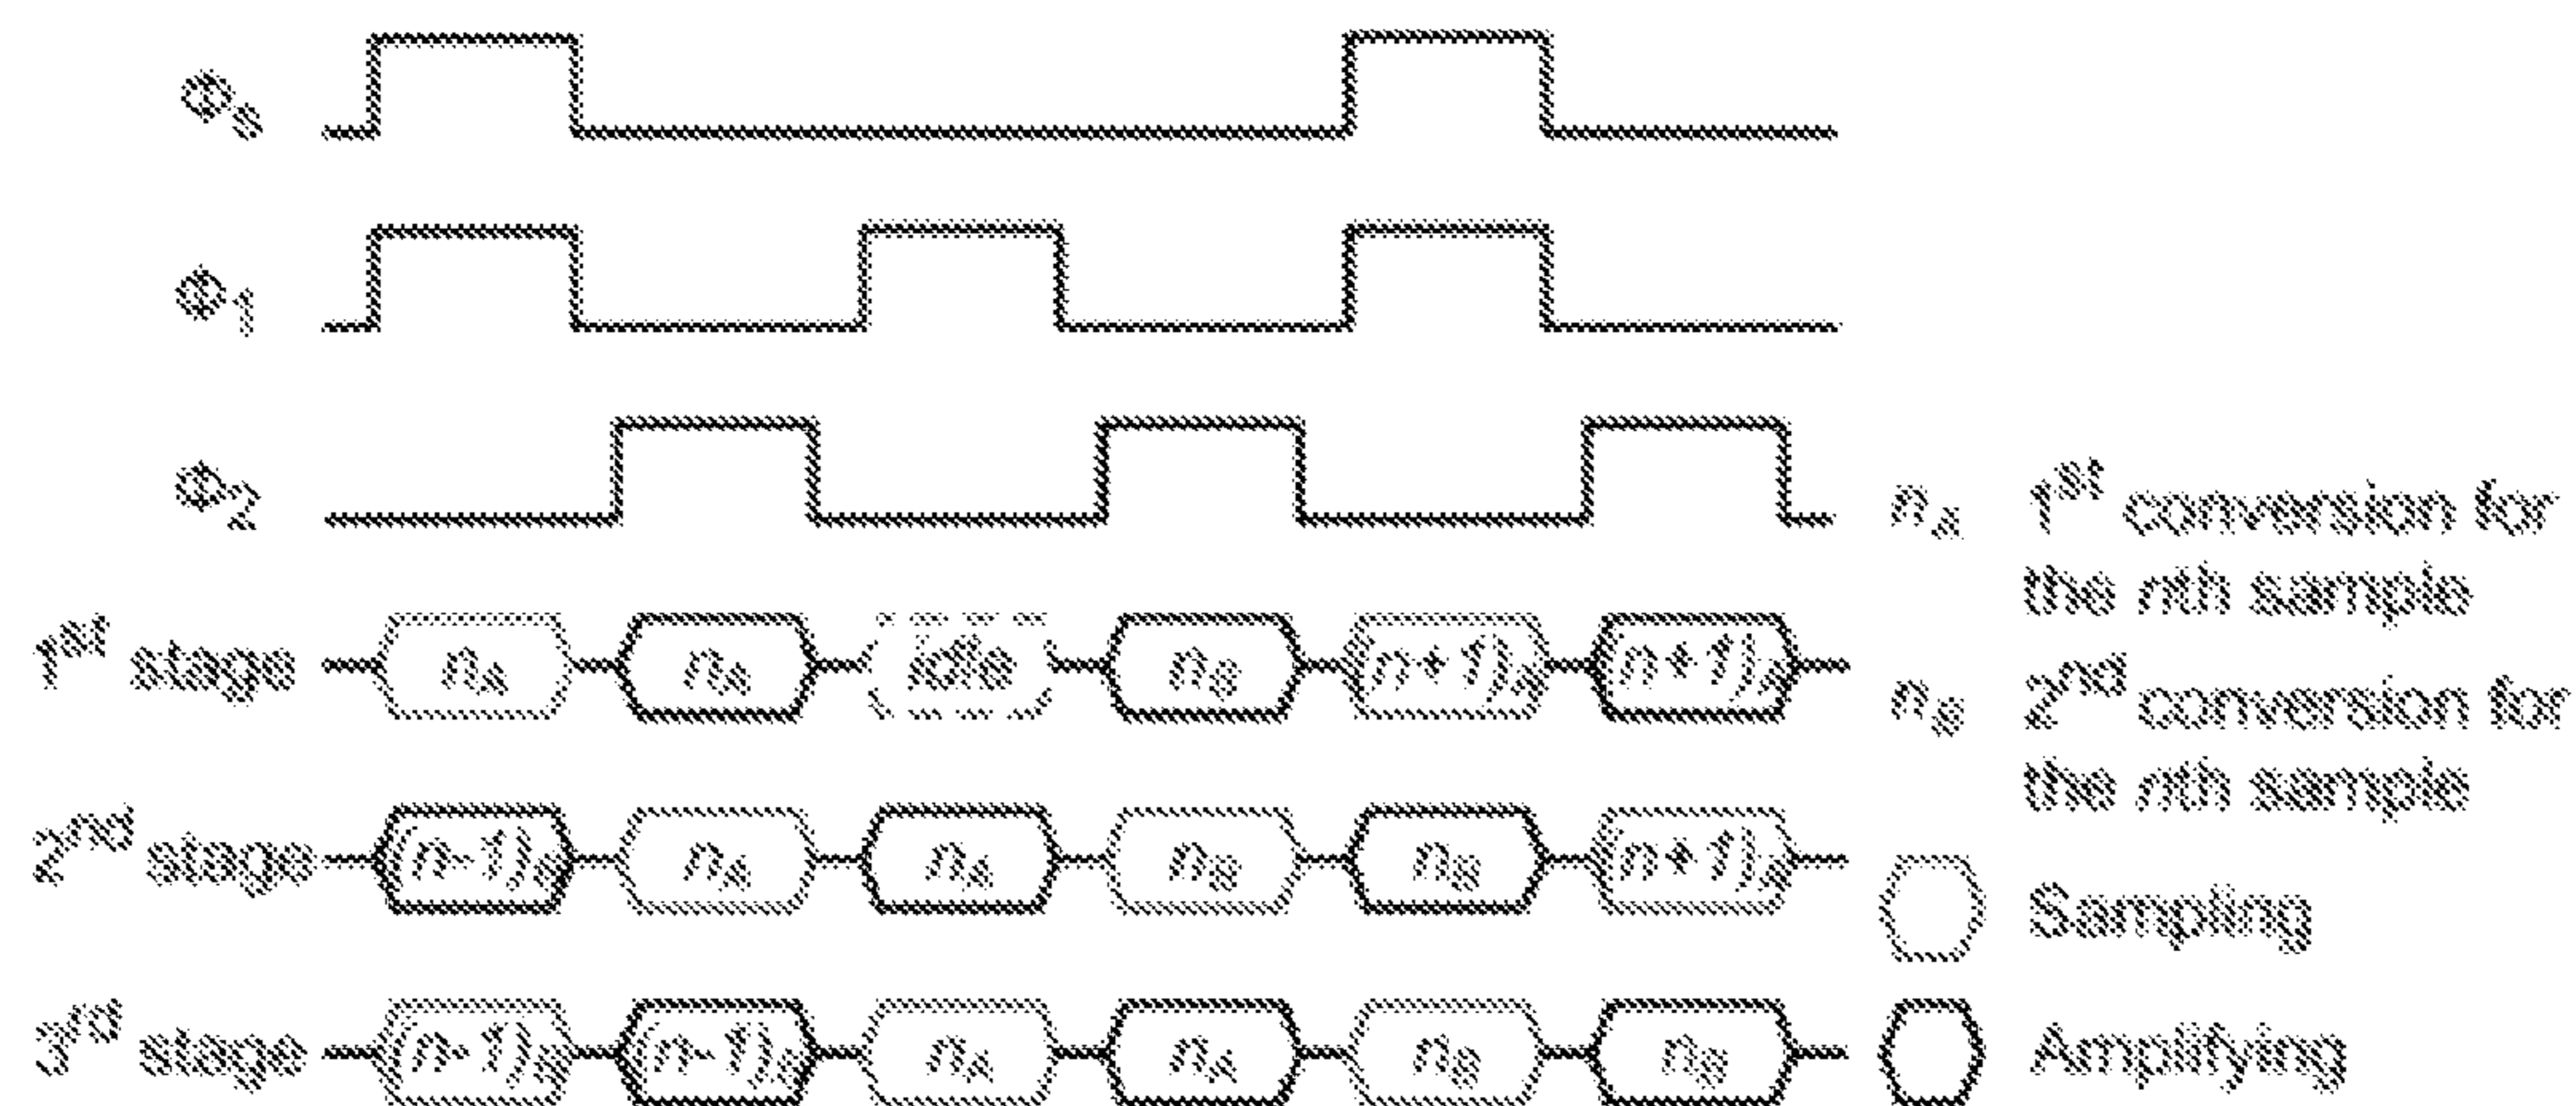 Φs
Φ1
Φ2
nA 1st conversion for
the nth sample
nB 2nd conversion for
the nth sample
1st stage nA nA idle nB (n+1)A (n+1)A
2nd stage (n-1)B nA nA nB nB (n+1)A
3rd stage (n-1)B (n-1)B nA nA nB nB
Sampling
Amplifying